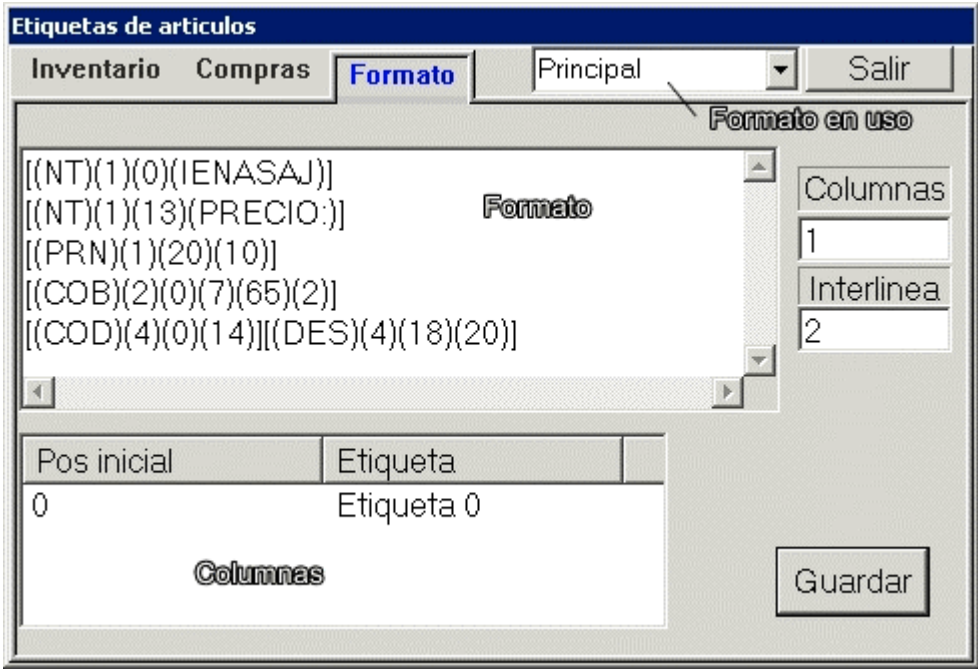 Etiquetas de articulos
Inventario Compras Formato Principal Salir
Formato en uso
[(NT)(1)(0)(IENASAJ)]
[(NT)(1)(13)(PRECIO:)]
[(PRN)(1)(20)(10)]
[(COB)(2)(0)(7)(65)(2)]
[(COD)(4)(0)(14)][(DES)(4)(18)(20)]
Formato
Columnas
1
Interlinea
2
Pos inicial Etiqueta
0 Etiqueta 0
Columnas
Guardar